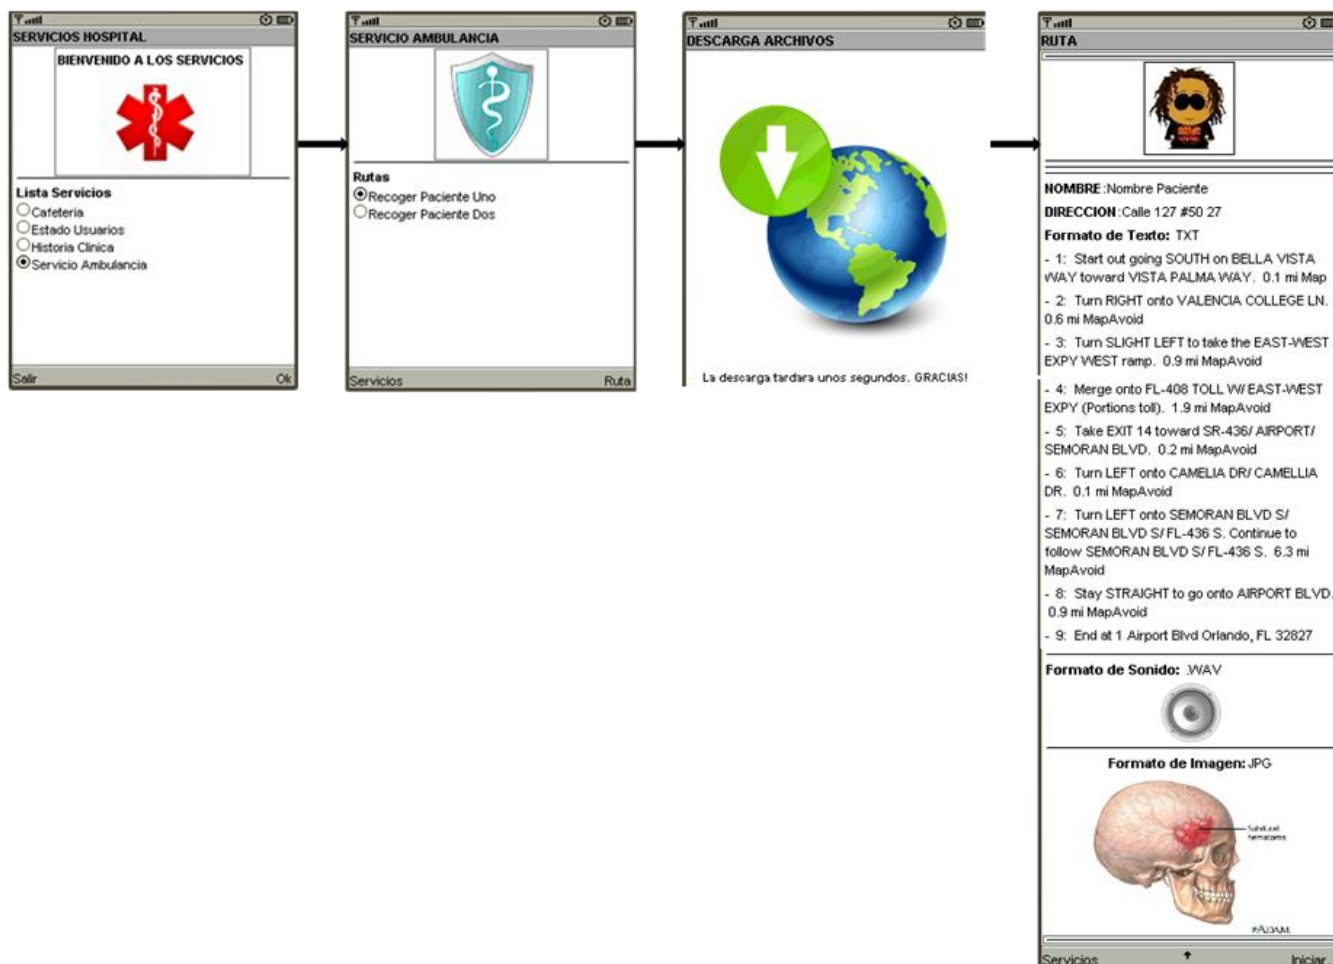 SERVICIOS HOSPITAL
BIENVENIDO A LOS SERVICIOS
Lista Servicios
Cafeteria
Estado Usuarios
Historia Clinica
Servicio Ambulancia
Salir
Ok
SERVICIO AMBULANCIA
Rutas
Recoger Paciente Uno
Recoger Paciente Dos
Servicios
Ruta
DESCARGA ARCHIVOS
La descarga tardara unos segundos. GRACIAS!
RUTA
NOMBRE :Nombre Paciente
DIRECCION :Calle 127 #50 27
Formato de Texto: TXT
- 1: Start out going SOUTH on BELLA VISTA
WAY toward VISTA PALMA WAY. 0.1 mi Map
- 2: Turn RIGHT onto VALENCIA COLLEGE LN.
0.6 mi MapAvoid
- 3: Turn SLIGHT LEFT to take the EAST-WEST
EXPY WEST ramp. 0.9 mi MapAvoid
- 4: Merge onto FL-408 TOLL W/ EAST-WEST
EXPY (Portions toll). 1.9 mi MapAvoid
- 5: Take EXIT 14 toward SR-436/ AIRPORT/
SEMORAN BLVD. 0.2 mi MapAvoid
- 6: Turn LEFT onto CAMELIA DR/ CAMELLIA
DR. 0.1 mi MapAvoid
- 7: Turn LEFT onto SEMORAN BLVD S/
SEMORAN BLVD S/ FL-436 S. Continue to
follow SEMORAN BLVD S/ FL-436 S. 6.3 mi
MapAvoid
- 8: Stay STRAIGHT to go onto AIRPORT BLVD.
0.9 mi MapAvoid
- 9: End at 1 Airport Blvd Orlando, FL 32827
Formato de Sonido: .WAV
Formato de Imagen: JPG
Subdural
hematoma
ADAM.
Servicios
Iniciar